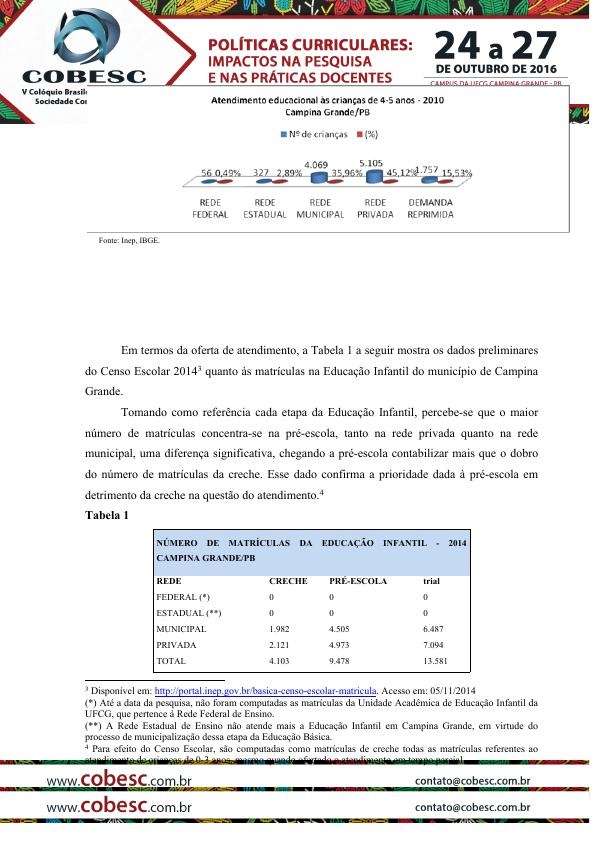 COBESC
V Colóquio Brasile
Sociedade Cor
POLÍTICAS CURRICULARES:
IMPACTOS NA PESQUISA
E NAS PRÁTICAS DOCENTES
24 a 27
DE OUTUBRO DE 2016
CAMPUS DA UFCG CAMPINA GRANDE - PB
Atendimento educacional às crianças de 4-5 anos - 2010
Campina Grande/PB
Nº de crianças (%)
56 0,49% 327 2,89% 4.069 35,96% 5.105 45,12% 1.757 15,53%
REDE FEDERAL
REDE ESTADUAL
REDE MUNICIPAL
REDE PRIVADA
DEMANDA REPRIMIDA
Fonte: Inep, IBGE.
Em termos da oferta de atendimento, a Tabela 1 a seguir mostra os dados preliminares
do Censo Escolar 2014³ quanto às matrículas na Educação Infantil do município de Campina
Grande.
Tomando como referência cada etapa da Educação Infantil, percebe-se que o maior
número de matrículas concentra-se na pré-escola, tanto na rede privada quanto na rede
municipal, uma diferença significativa, chegando a pré-escola contabilizar mais que o dobro
do número de matrículas da creche. Esse dado confirma a prioridade dada à pré-escola em
detrimento da creche na questão do atendimento.⁴
Tabela 1
NÚMERO DE MATRÍCULAS DA EDUCAÇÃO INFANTIL - 2014
CAMPINA GRANDE/PB
REDE CRECHE PRÉ-ESCOLA trial
FEDERAL (*) 0 0 0
ESTADUAL (**) 0 0 0
MUNICIPAL 1.982 4.505 6.487
PRIVADA 2.121 4.973 7.094
TOTAL 4.103 9.478 13.581
³ Disponível em: http://portal.inep.gov.br/basica-censo-escolar-matricula. Acesso em: 05/11/2014
(*) Até a data da pesquisa, não foram computadas as matrículas da Unidade Acadêmica de Educação Infantil da
UFCG, que pertence à Rede Federal de Ensino.
(**) A Rede Estadual de Ensino não atende mais a Educação Infantil em Campina Grande, em virtude do
processo de municipalização dessa etapa da Educação Básica.
⁴ Para efeito do Censo Escolar, são computadas como matrículas de creche todas as matrículas referentes ao
atendimento de crianças de 0-3 anos, mesmo quando ofertado o atendimento em tempo parcial.
www.cobesc.com.br contato@cobesc.com.br
www.cobesc.com.br contato@cobesc.com.br